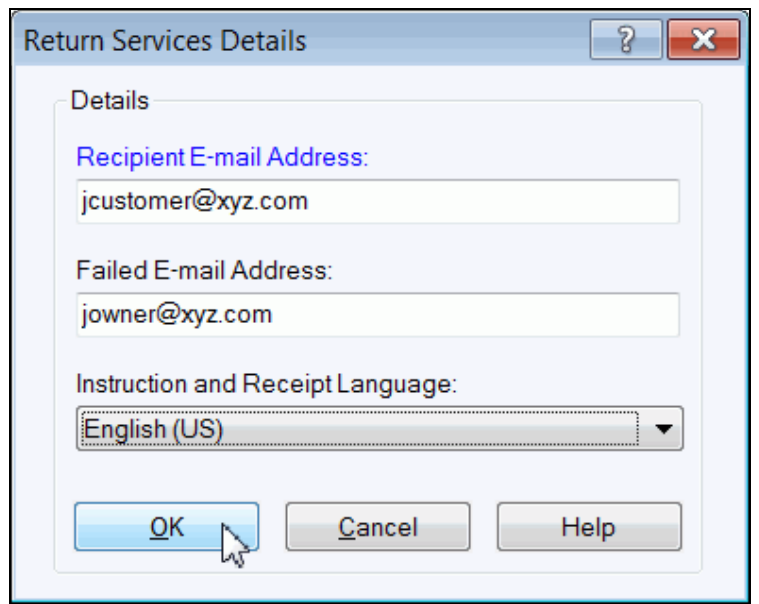 Return Services Details
?
Details
Recipient E-mail Address:
jcustomer@xyz.com
Failed E-mail Address:
jowner@xyz.com
Instruction and Receipt Language:
English (US)
OK Cancel Help